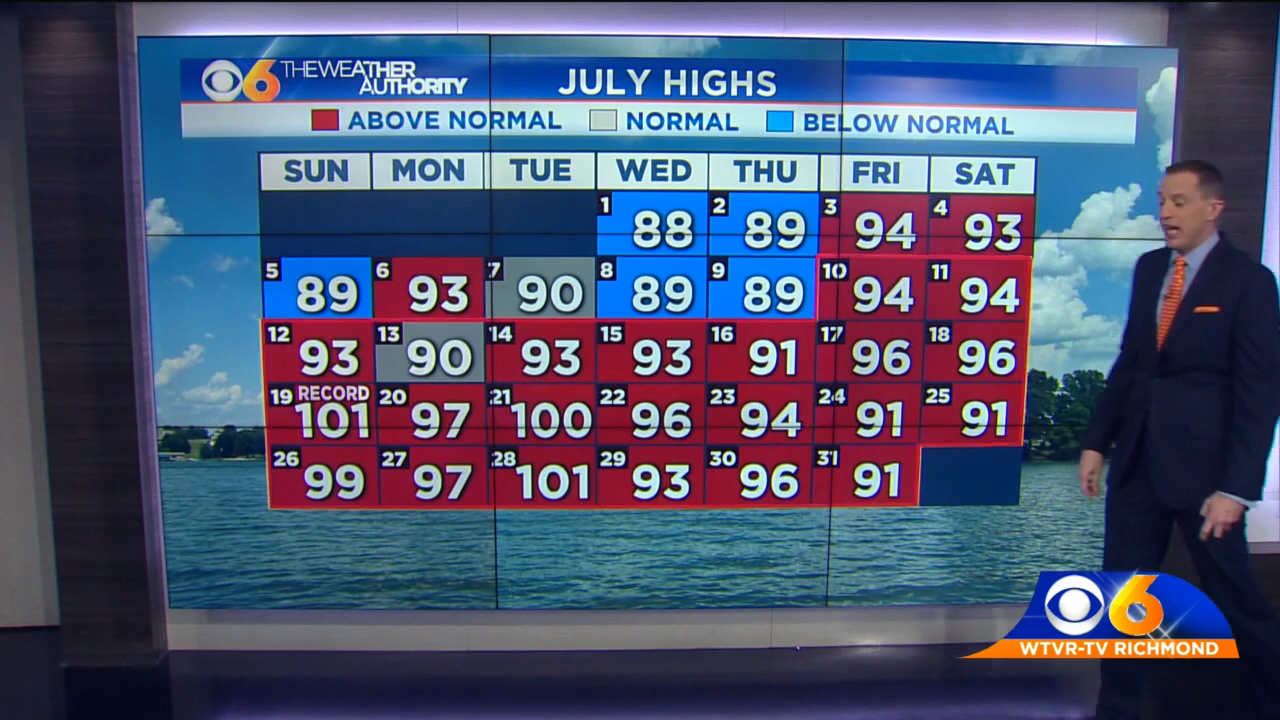 CBS 6 THE WEATHER AUTHORITY
JULY HIGHS
ABOVE NORMAL NORMAL BELOW NORMAL
SUN MON TUE WED THU FRI SAT
1 88 2 89 3 94 4 93
5 89 6 93 7 90 8 89 9 89 10 94 11 94
12 93 13 90 14 93 15 93 16 91 17 96 18 96
19 RECORD 101 20 97 21 100 22 96 23 94 24 91 25 91
26 99 27 97 28 101 29 93 30 96 31 91
6
WTVR-TV RICHMOND